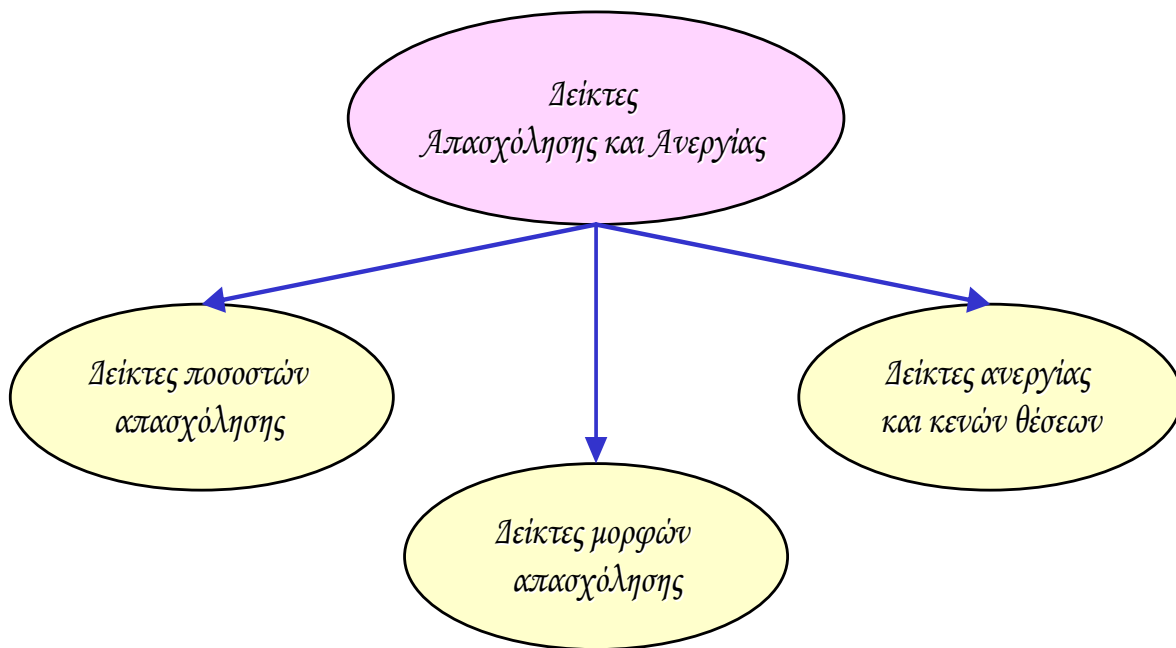 Δείκτες
Απασχόλησης και Ανεργίας
Δείκτες ποσοστών
απασχόλησης
Δείκτες ανεργίας
και κενών θέσεων
Δείκτες μορφών
απασχόλησης